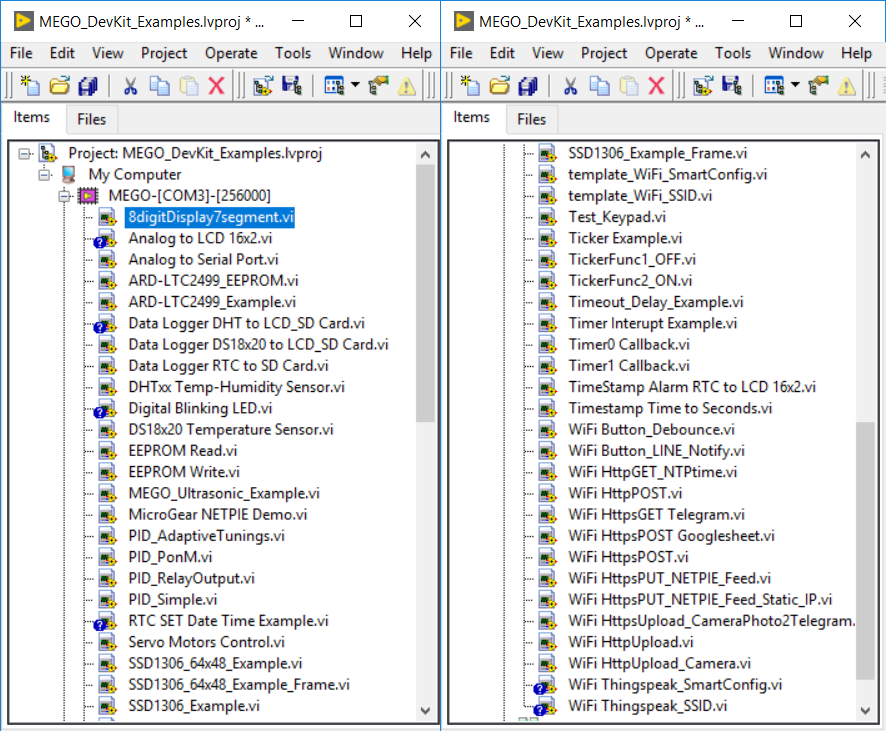 MEGO_DevKit_Examples.lvproj * ...
File Edit View Project Operate Tools Window Help
Items Files
Project: MEGO_DevKit_Examples.lvproj
My Computer
MEGO-[COM3]-[256000]
8digitDisplay7segment.vi
Analog to LCD 16x2.vi
Analog to Serial Port.vi
ARD-LTC2499_EEPROM.vi
ARD-LTC2499_Example.vi
Data Logger DHT to LCD_SD Card.vi
Data Logger DS18x20 to LCD_SD Card.vi
Data Logger RTC to SD Card.vi
DHTxx Temp-Humidity Sensor.vi
Digital Blinking LED.vi
DS18x20 Temperature Sensor.vi
EEPROM Read.vi
EEPROM Write.vi
MEGO_Ultrasonic_Example.vi
MicroGear NETPIE Demo.vi
PID_AdaptiveTunings.vi
PID_PonM.vi
PID_RelayOutput.vi
PID_Simple.vi
RTC SET Date Time Example.vi
Servo Motors Control.vi
SSD1306_64x48_Example.vi
SSD1306_64x48_Example_Frame.vi
SSD1306_Example.vi
MEGO_DevKit_Examples.lvproj * ...
File Edit View Project Operate Tools Window Help
Items Files
SSD1306_Example_Frame.vi
template_WiFi_SmartConfig.vi
template_WiFi_SSID.vi
Test_Keypad.vi
Ticker Example.vi
TickerFunc1_OFF.vi
TickerFunc2_ON.vi
Timeout_Delay_Example.vi
Timer Interupt Example.vi
Timer0 Callback.vi
Timer1 Callback.vi
TimeStamp Alarm RTC to LCD 16x2.vi
Timestamp Time to Seconds.vi
WiFi Button_Debounce.vi
WiFi Button_LINE_Notify.vi
WiFi HttpGET_NTPtime.vi
WiFi HttpPOST.vi
WiFi HttpsGET Telegram.vi
WiFi HttpsPOST Googlesheet.vi
WiFi HttpsPOST.vi
WiFi HttpsPUT_NETPIE_Feed.vi
WiFi HttpsPUT_NETPIE_Feed_Static_IP.vi
WiFi HttpsUpload_CameraPhoto2Telegram.
WiFi HttpUpload.vi
WiFi HttpUpload_Camera.vi
WiFi Thingspeak_SmartConfig.vi
WiFi Thingspeak_SSID.vi